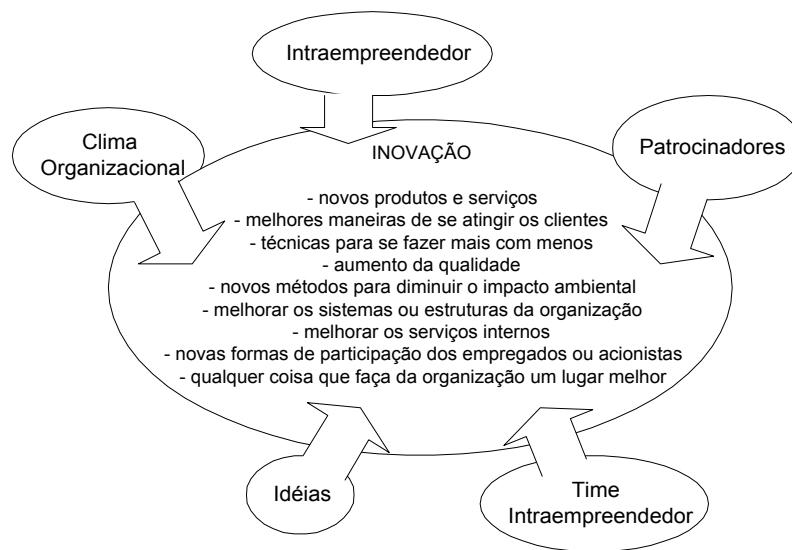 Intraempreendedor
Clima
Organizacional
Patrocinadores
INOVAÇÃO
- novos produtos e serviços
- melhores maneiras de se atingir os clientes
- técnicas para se fazer mais com menos
- aumento da qualidade
- novos métodos para diminuir o impacto ambiental
- melhorar os sistemas ou estruturas da organização
- melhorar os serviços internos
- novas formas de participação dos empregados ou acionistas
- qualquer coisa que faça da organização um lugar melhor
Idéias
Time
Intraempreendedor